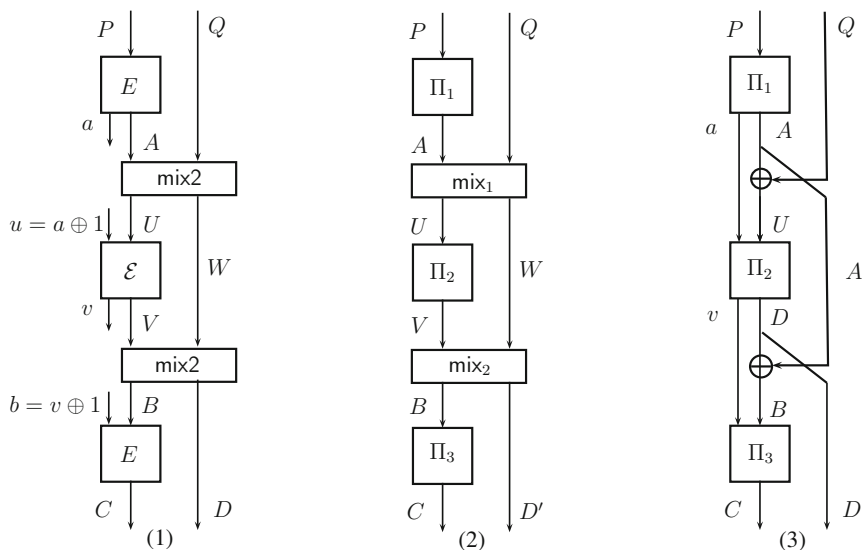 P Q
E
a A
mix2
u = a ⊕ 1 U
ℰ W
v V
mix2
b = v ⊕ 1 B
E
C D
(1)
P Q
Π₁
A
mix₁
U
Π₂ W
V
mix₂
B
Π₃
C D′
(2)
P Q
Π₁
a A
U
Π₂ A
v D
B
Π₃
C D
(3)